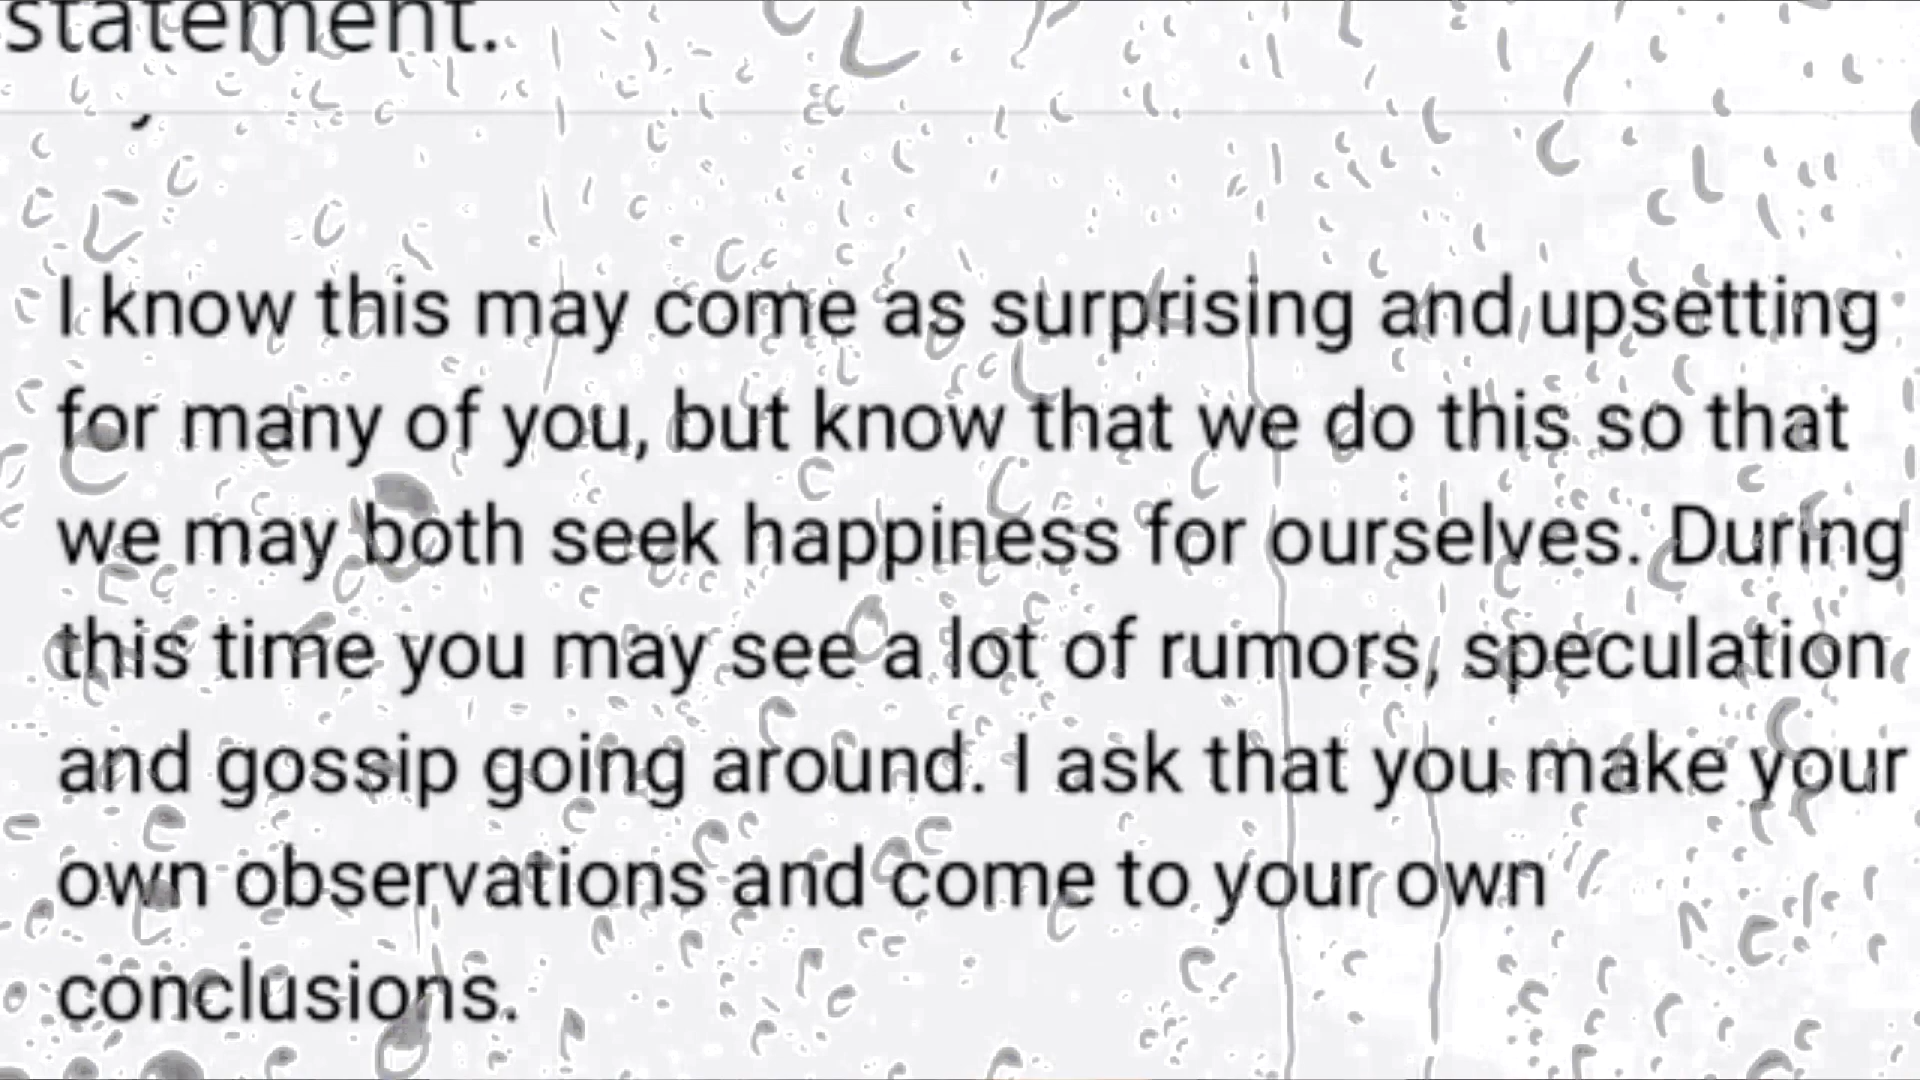 statement.
I know this may come as surprising and upsetting
for many of you, but know that we do this so that
we may both seek happiness for ourselves. During
this time you may see a lot of rumors, speculation
and gossip going around. I ask that you make your
own observations and come to your own
conclusions.